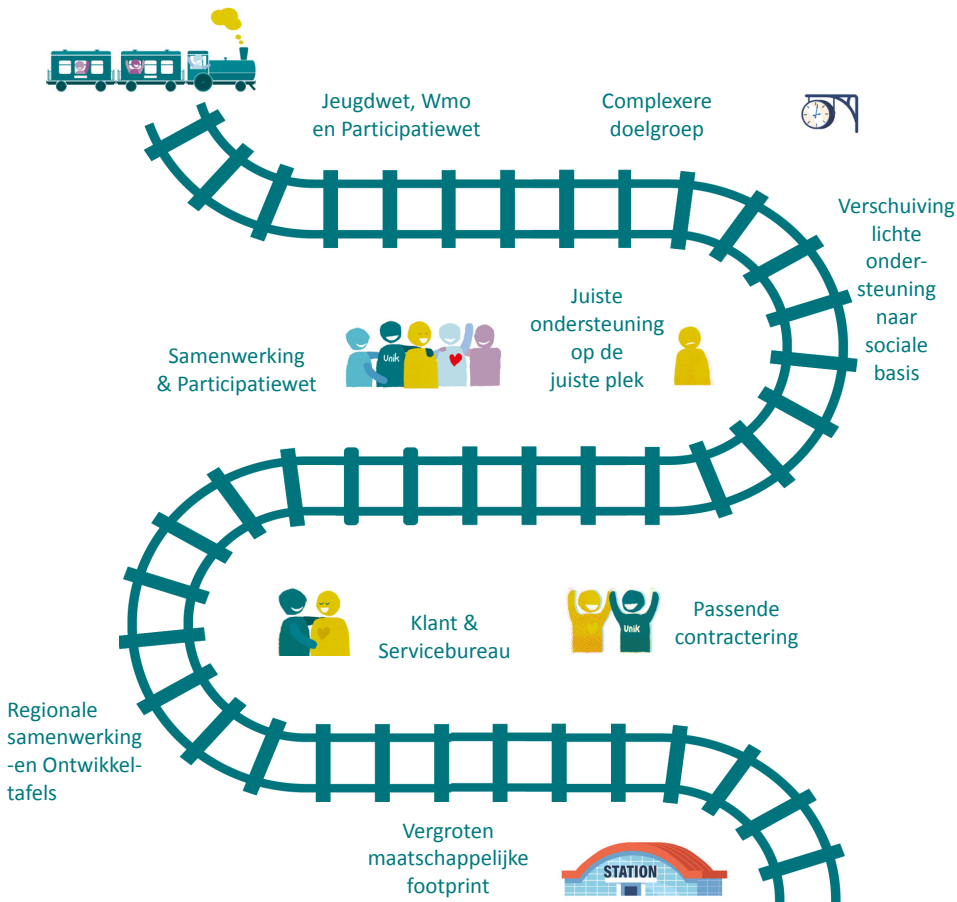 Jeugdwet, Wmo
en Participatiewet
Complexere
doelgroep
Verschuiving
lichte
onder-
steuning
naar
sociale
basis
Juiste
ondersteuning
op de
juiste plek
Samenwerking
& Participatiewet
Unik
Klant &
Servicebureau
Unik
Passende
contractering
Regionale
samenwerking
-en Ontwikkel-
tafels
Vergroten
maatschappelijke
footprint
STATION